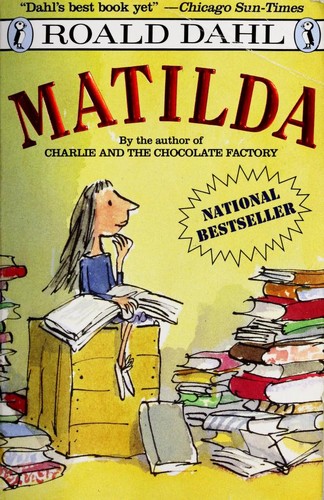 "Dahl's best book yet" —Chicago Sun-Times
ROALD DAHL
MATILDA
By the author of
CHARLIE AND THE CHOCOLATE FACTORY
NATIONAL
BESTSELLER